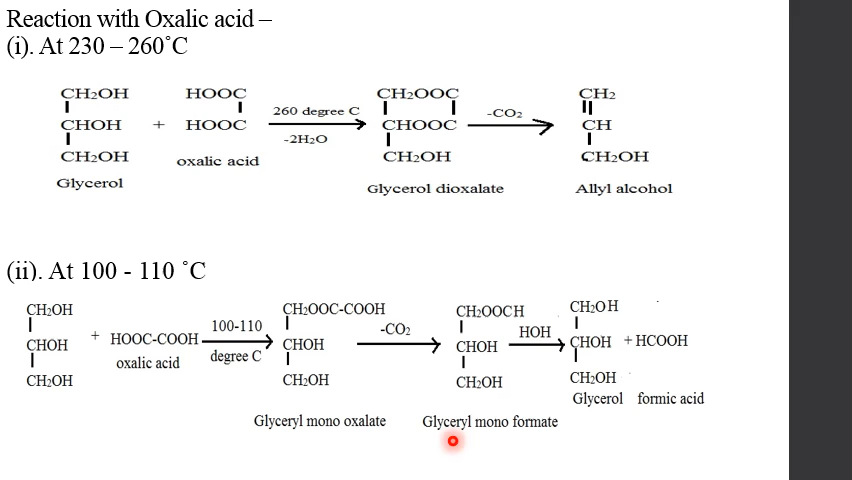 Reaction with Oxalic acid –
(i). At 230 – 260˚C
CH2OH HOOC 260 degree C CH2OOC -CO2 CH2
CHOH + HOOC CHOOC CH
-2H2O
CH2OH oxalic acid CH2OH CH2OH
Glycerol Glycerol dioxalate Allyl alcohol
(ii). At 100 - 110 ˚C
CH2OH CH2OOC-COOH CH2OOCH CH2OH
CHOH + HOOC-COOH 100-110 CHOH -CO2 CHOH HOH CHOH + HCOOH
oxalic acid degree C
CH2OH CH2OH CH2OH CH2OH
Glycerol formic acid
Glyceryl mono oxalate Glyceryl mono formate